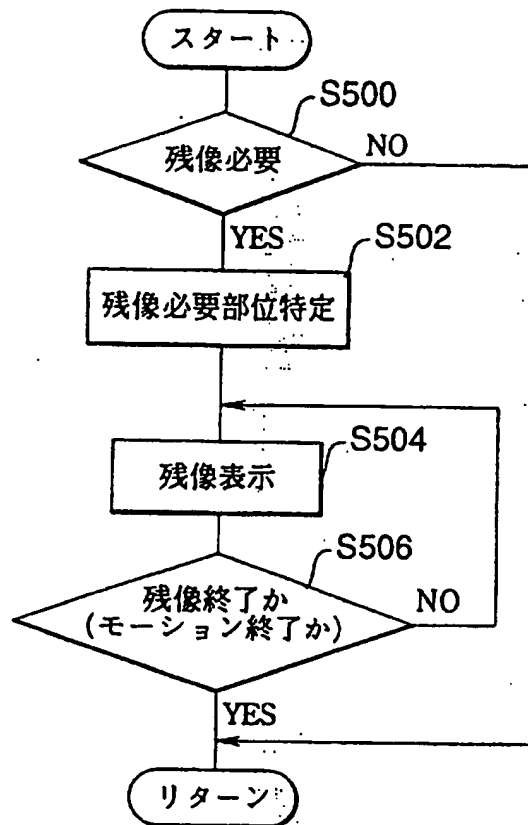 スタート
S500
残像必要
NO
YES
S502
残像必要部位特定
S504
残像表示
S506
残像終了か
(モーション終了か)
NO
YES
リターン